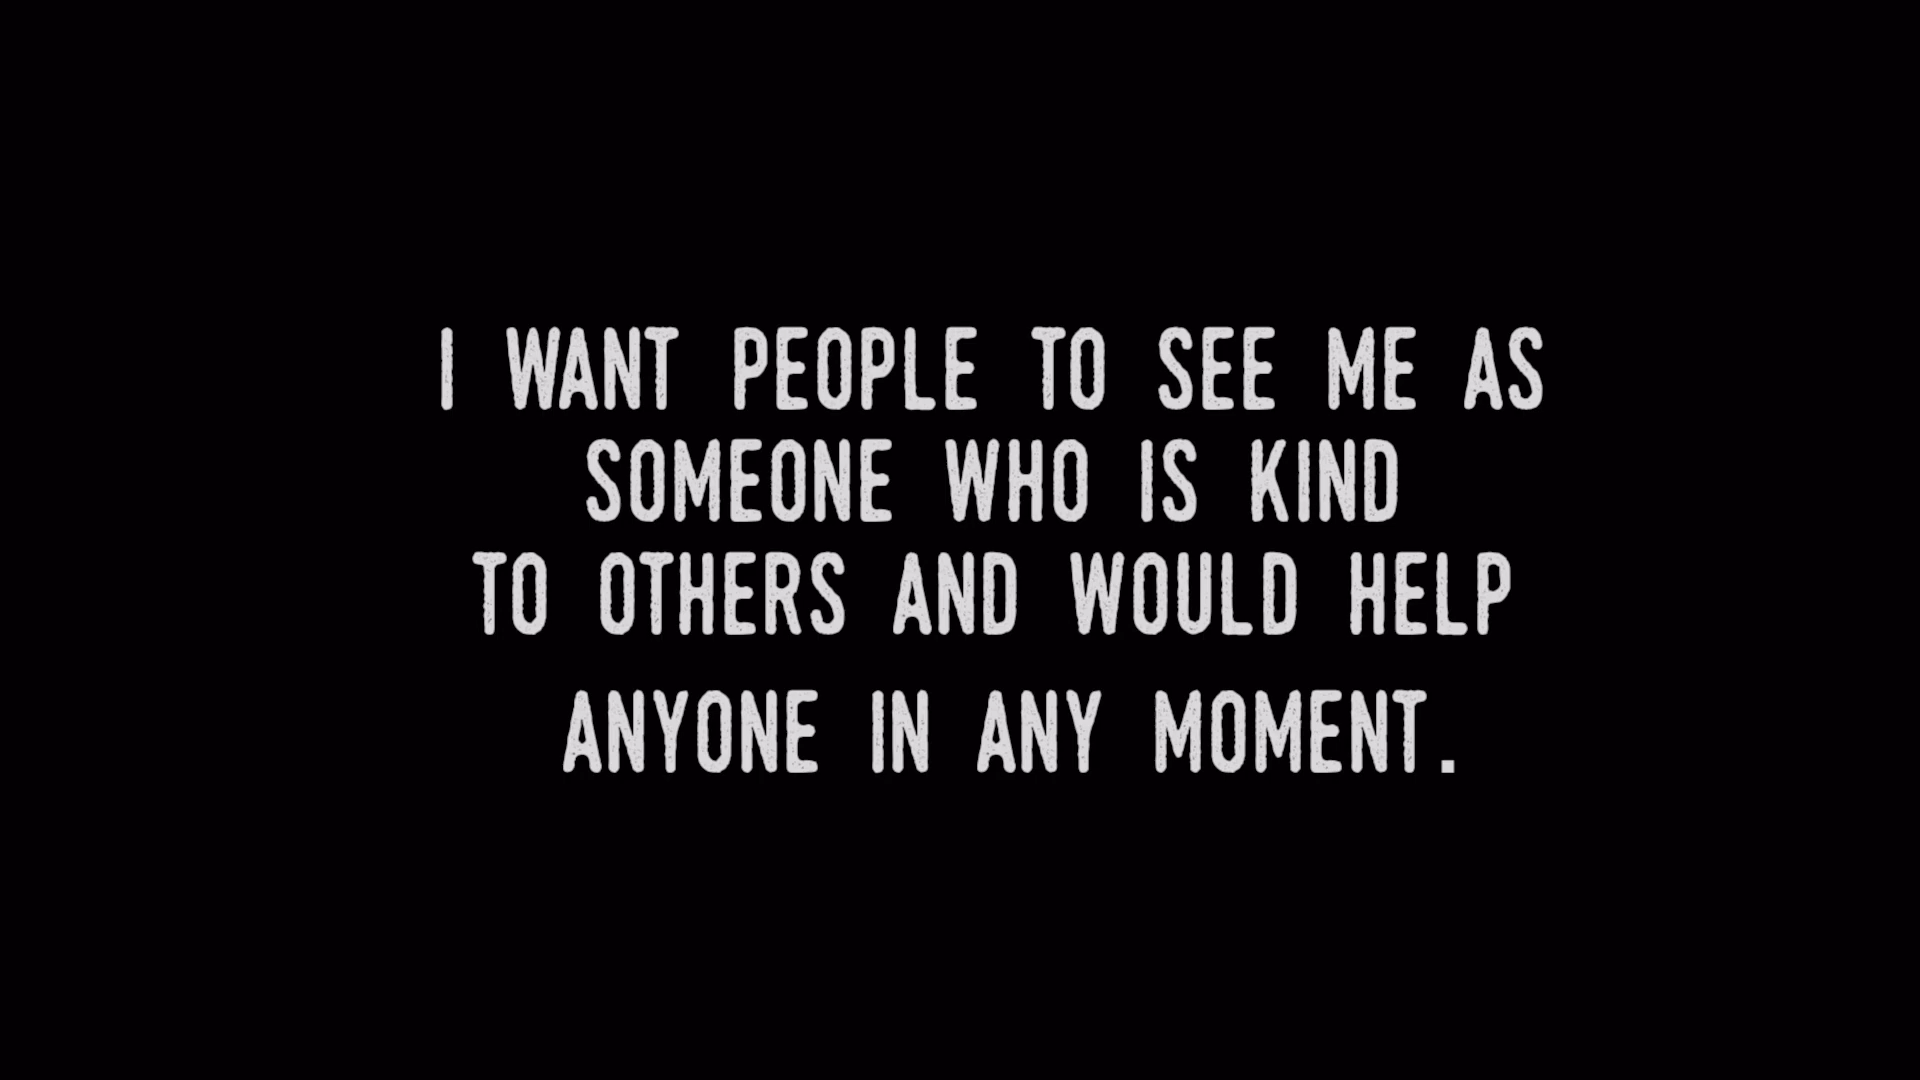 I WANT PEOPLE TO SEE ME AS
SOMEONE WHO IS KIND
TO OTHERS AND WOULD HELP
ANYONE IN ANY MOMENT.